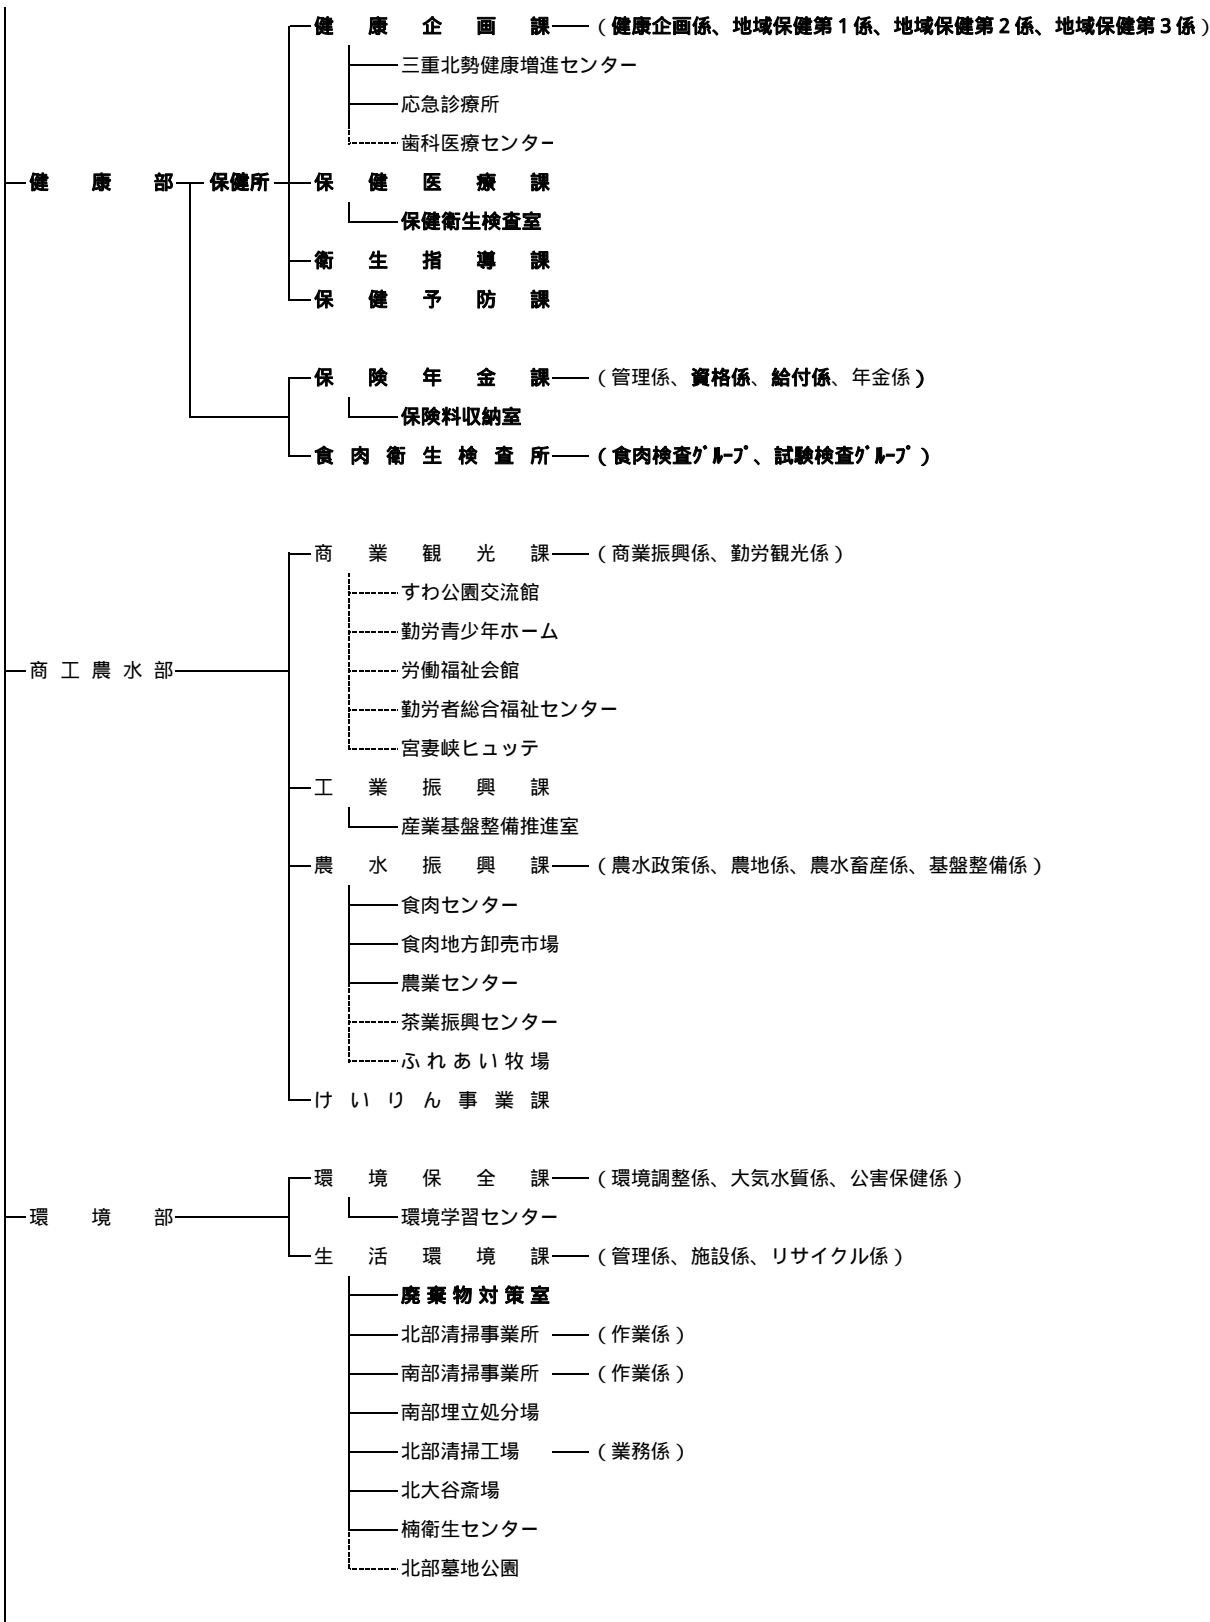 健康企画課（健康企画係、地域保健第1係、地域保健第2係、地域保健第3係）
三重北勢健康増進センター
応急診療所
歯科医療センター
健康部 保健所 保健医療課
保健衛生検査室
衛生指導課
保健予防課
保険年金課（管理係、資格係、給付係、年金係）
保険料収納室
食肉衛生検査所（食肉検査ｸﾞﾙｰﾌﾟ、試験検査ｸﾞﾙｰﾌﾟ）
商業観光課（商業振興係、勤労観光係）
すわ公園交流館
勤労青少年ホーム
商工農水部 労働福祉会館
勤労者総合福祉センター
宮妻峡ヒュッテ
工業振興課
産業基盤整備推進室
農水振興課（農水政策係、農地係、農水畜産係、基盤整備係）
食肉センター
食肉地方卸売市場
農業センター
茶業振興センター
ふれあい牧場
けいりん事業課
環境保全課（環境調整係、大気水質係、公害保健係）
環境部 環境学習センター
生活環境課（管理係、施設係、リサイクル係）
廃棄物対策室
北部清掃事業所（作業係）
南部清掃事業所（作業係）
南部埋立処分場
北部清掃工場（業務係）
北大谷斎場
楠衛生センター
北部墓地公園